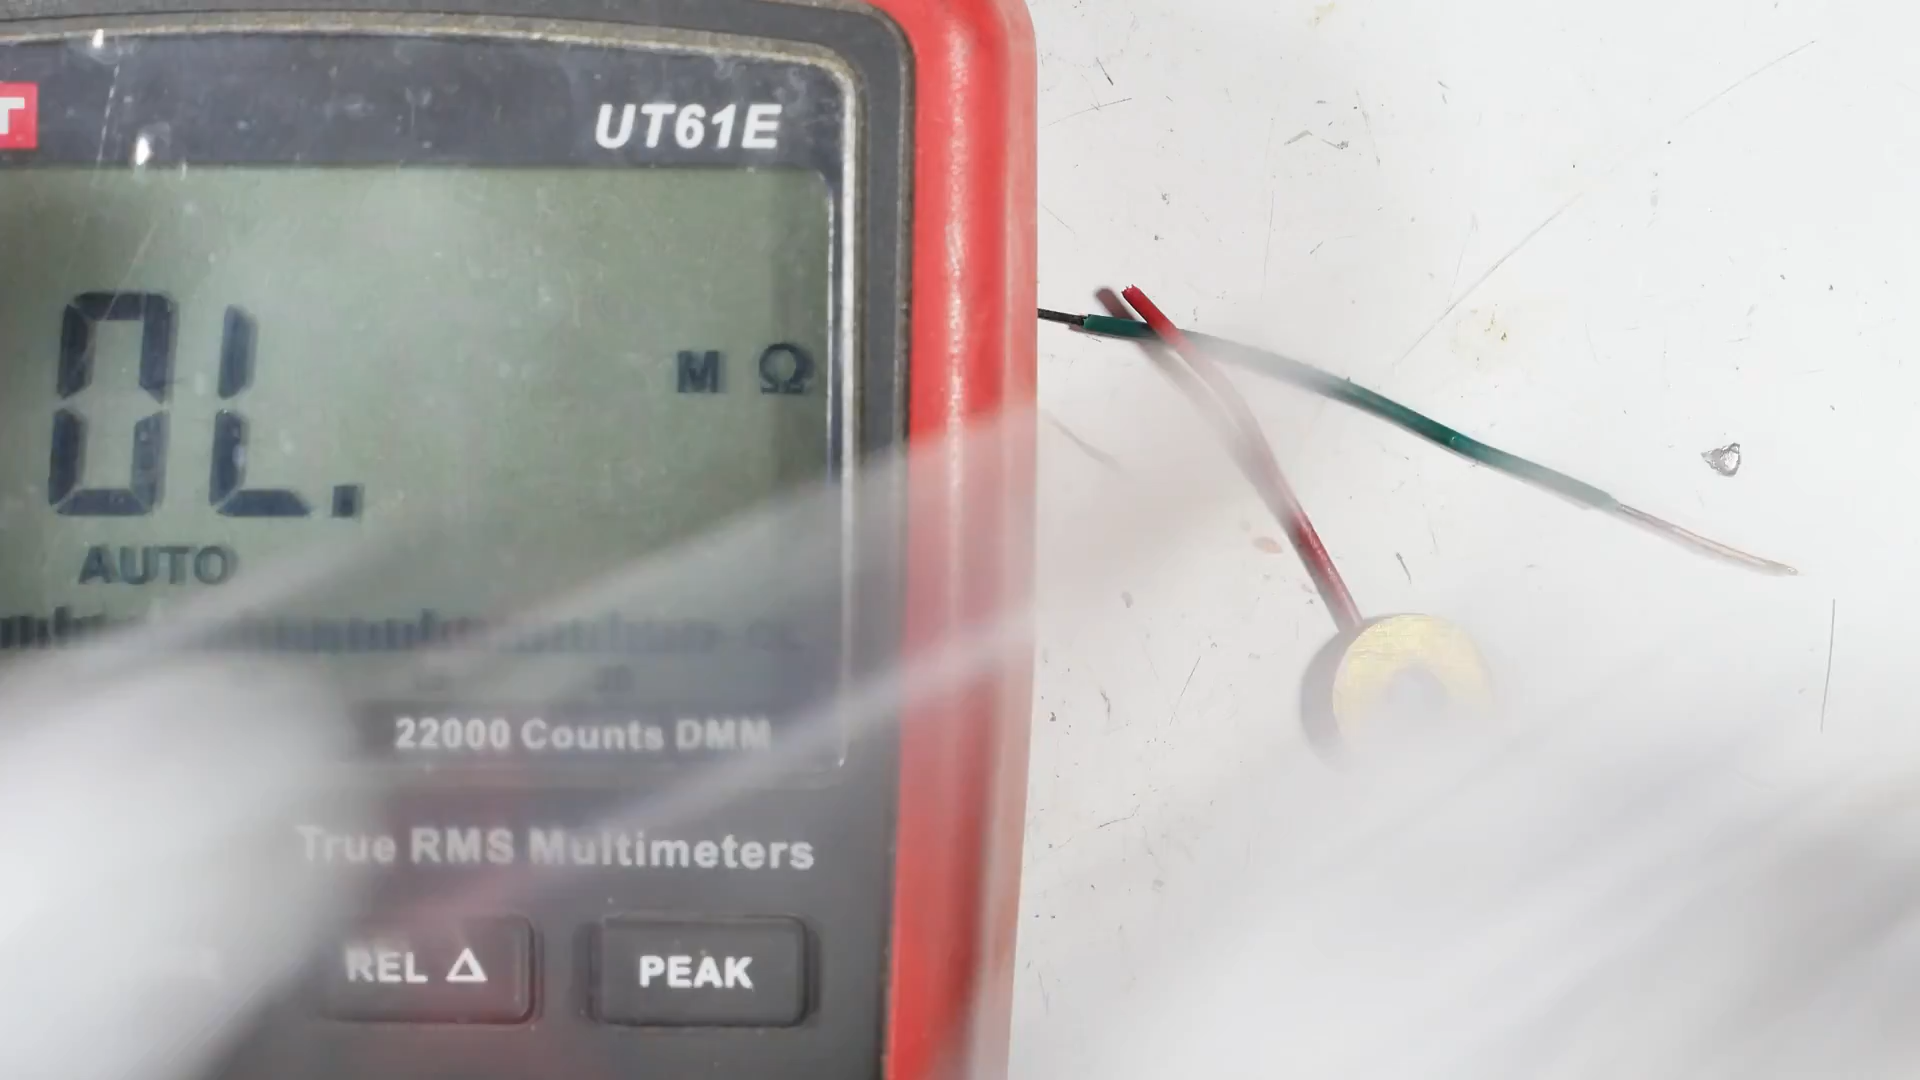 T
UT61E
0L.
M Ω
AUTO
22000 Counts DMM
True RMS Multimeters
REL Δ
PEAK